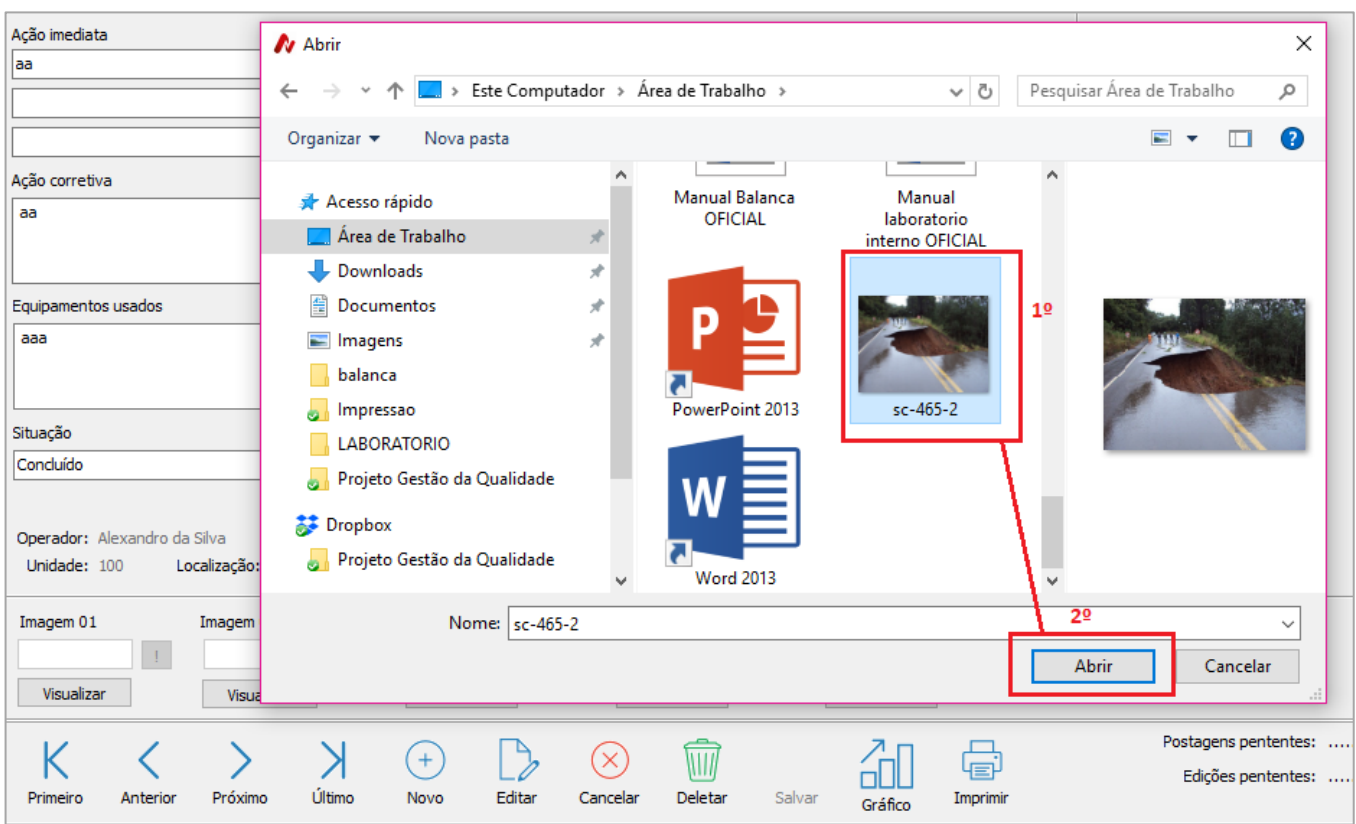 Ação imediata
aa
Ação corretiva
aa
Equipamentos usados
aaa
Situação
Concluído
Operador: Alexandro da Silva
Unidade: 100 Localização:
Abrir
Este Computador > Área de Trabalho >
Pesquisar Área de Trabalho
Organizar
Nova pasta
?
Acesso rápido
Área de Trabalho
Downloads
Documentos
Imagens
balanca
Impressao
LABORATORIO
Projeto Gestão da Qualidade
Dropbox
Projeto Gestão da Qualidade
Manual Balanca
OFICIAL
Manual
laboratorio
interno OFICIAL
P
PowerPoint 2013
sc-465-2
1º
W
Word 2013
Nome: sc-465-2
2º
Abrir
Cancelar
Imagem 01
Imagem
!
Visualizar
Visua
Primeiro
Anterior
Próximo
Último
Novo
Editar
Cancelar
Deletar
Salvar
Gráfico
Imprimir
Postagens pententes: ....
Edições pententes: ....